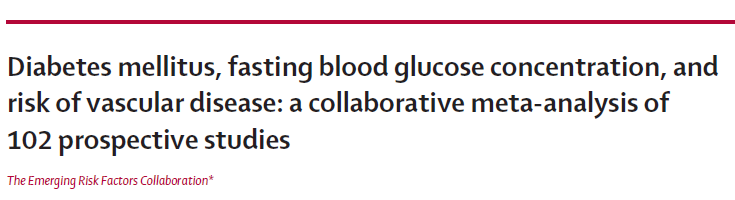 Diabetes mellitus, fasting blood glucose concentration, and
risk of vascular disease: a collaborative meta-analysis of
102 prospective studies
The Emerging Risk Factors Collaboration*